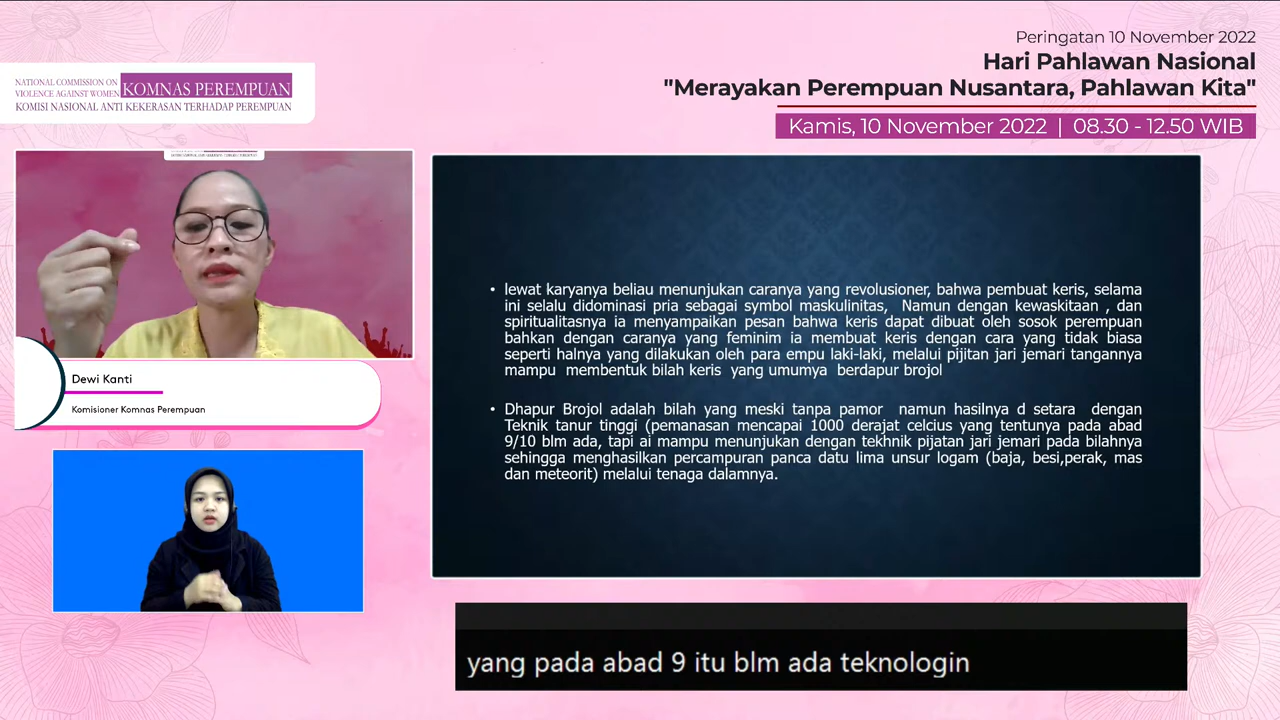 Peringatan 10 November 2022
Hari Pahlawan Nasional
"Merayakan Perempuan Nusantara, Pahlawan Kita"
Kamis, 10 November 2022 | 08.30 - 12.50 WIB
NATIONAL COMMISSION ON
VIOLENCE AGAINST WOMEN
KOMNAS PEREMPUAN
KOMISI NASIONAL ANTI KEKERASAN TERHADAP PEREMPUAN
Dewi Kanti
Komisioner Komnas Perempuan
• lewat karyanya beliau menunjukan caranya yang revolusioner, bahwa pembuat keris, selama
ini selalu didominasi pria sebagai symbol maskulinitas, Namun dengan kewaskitaan , dan
spiritualitasnya ia menyampaikan pesan bahwa keris dapat dibuat oleh sosok perempuan
bahkan dengan caranya yang feminim ia membuat keris dengan cara yang tidak biasa
seperti halnya yang dilakukan oleh para empu laki-laki, melalui pijitan jari jemari tangannya
mampu membentuk bilah keris yang umumya berdapur brojol
• Dhapur Brojol adalah bilah yang meski tanpa pamor namun hasilnya d setara dengan
Teknik tanur tinggi (pemanasan mencapai 1000 derajat celcius yang tentunya pada abad
9/10 blm ada, tapi ai mampu menunjukan dengan tekhnik pijatan jari jemari pada bilahnya
sehingga menghasilkan percampuran panca datu lima unsur logam (baja, besi,perak, mas
dan meteorit) melalui tenaga dalamnya.
yang pada abad 9 itu blm ada teknologin